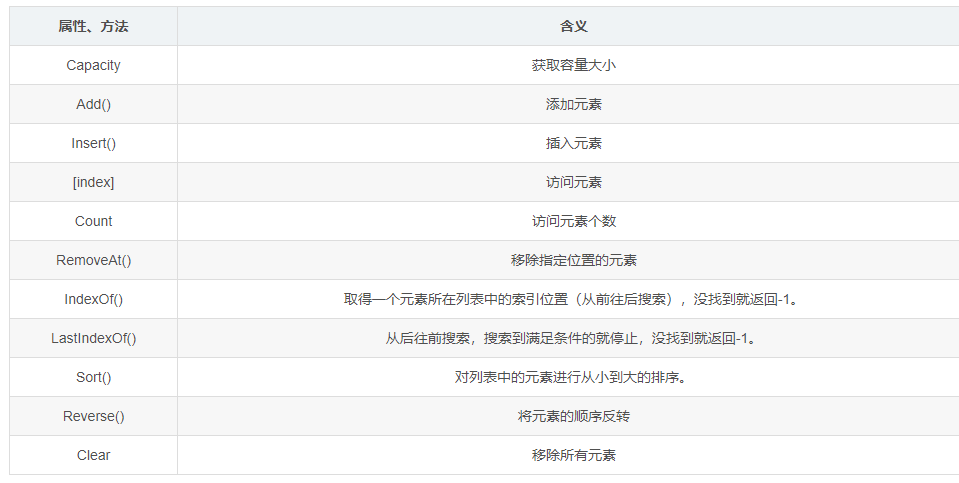 属性、方法 含义
Capacity 获取容量大小
Add() 添加元素
Insert() 插入元素
[index] 访问元素
Count 访问元素个数
RemoveAt() 移除指定位置的元素
IndexOf() 取得一个元素所在列表中的索引位置（从前往后搜索），没找到就返回-1。
LastIndexOf() 从后往前搜索，搜索到满足条件的就停止，没找到就返回-1。
Sort() 对列表中的元素进行从小到大的排序。
Reverse() 将元素的顺序反转
Clear 移除所有元素